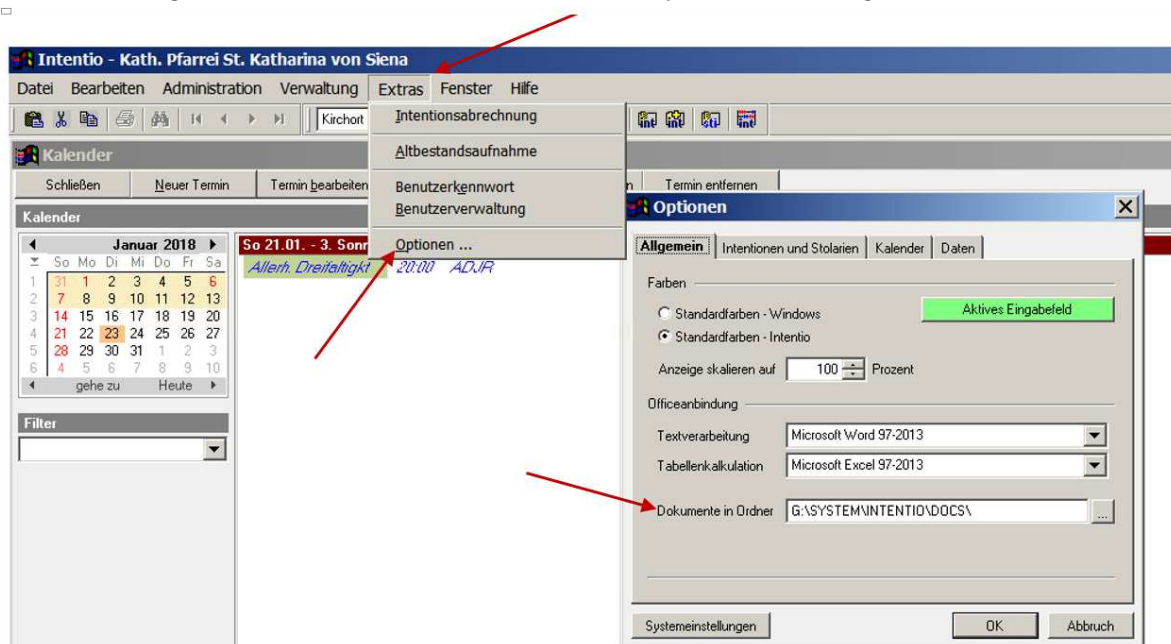 Intentio - Kath. Pfarrei St. Katharina von Siena
Datei Bearbeiten Administration Verwaltung Extras Fenster Hilfe
Kirchort
Intentionsabrechnung
Altbestandsaufnahme
Benutzerkennwort
Benutzerverwaltung
Optionen ...
Kalender
Schließen Neuer Termin Termin bearbeiten Termin entfernen
Kalender
Januar 2018
So Mo Di Mi Do Fr Sa
1 31 1 2 3 4 5 6
2 7 8 9 10 11 12 13
3 14 15 16 17 18 19 20
4 21 22 23 24 25 26 27
5 28 29 30 31 1 2 3
6 4 5 6 7 8 9 10
gehe zu Heute
Filter
So 21.01. - 3. Sonn
Allerh. Dreifaltigkt 20:00 ADJR
Optionen
Allgemein Intentionen und Stolarien Kalender Daten
Farben
Standardfarben - Windows
Aktives Eingabefeld
Standardfarben - Intentio
Anzeige skalieren auf 100 Prozent
Officeanbindung
Textverarbeitung Microsoft Word 97-2013
Tabellenkalkulation Microsoft Excel 97-2013
Dokumente in Ordner G:\SYSTEM\INTENTIO\DOCS\ ...
Systemeinstellungen OK Abbruch